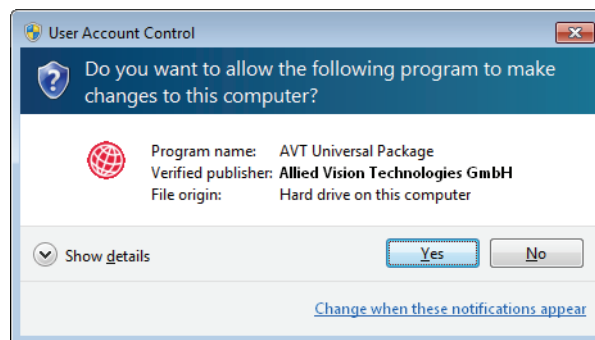 User Account Control
Do you want to allow the following program to make
changes to this computer?
Program name: AVT Universal Package
Verified publisher: Allied Vision Technologies GmbH
File origin: Hard drive on this computer
Show details
Yes
No
Change when these notifications appear